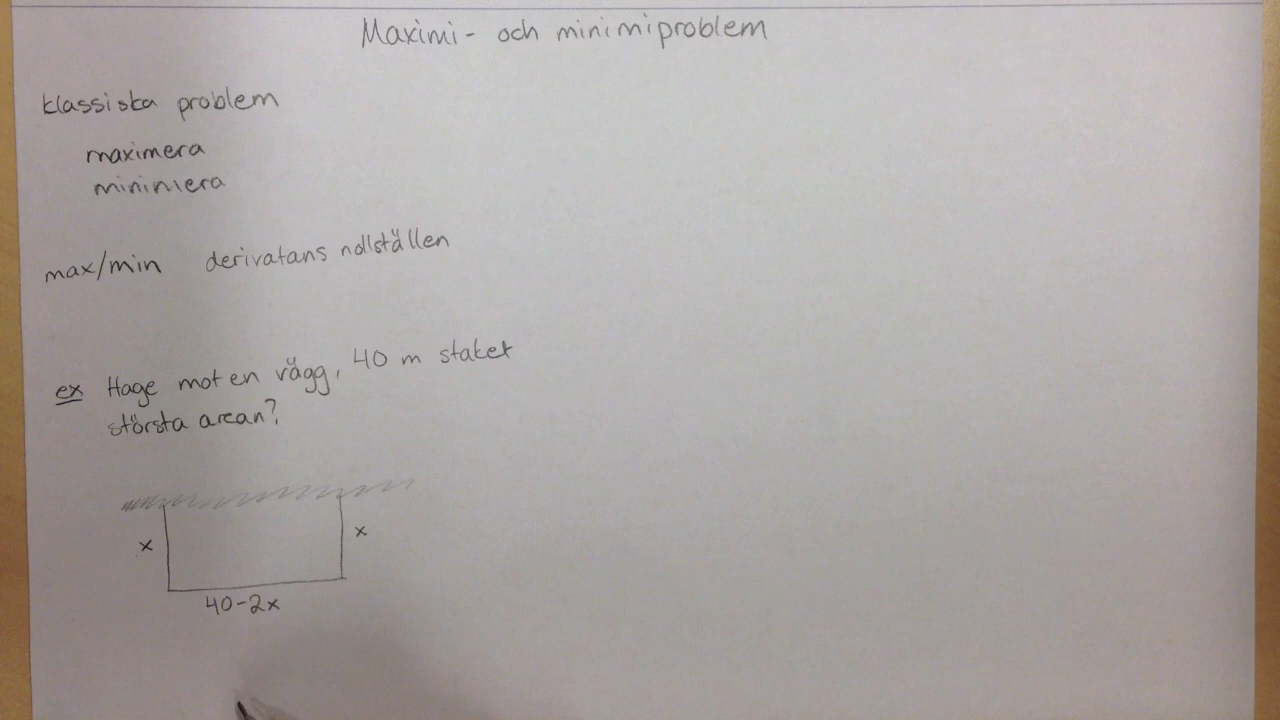 Maximi- och minimiproblem
klassiska problem
maximera
minimera
max/min derivatans nollställen
ex Hage mot en vägg, 40 m staket
största arean?
x x
40-2x